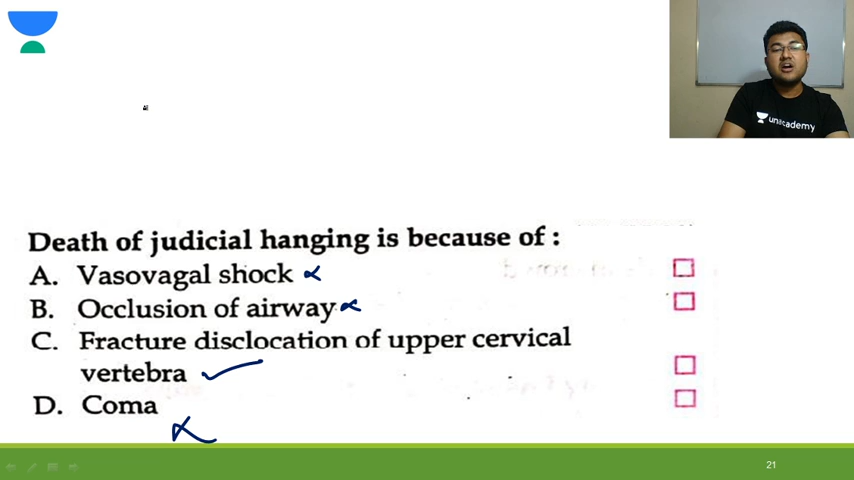 unacademy
Death of judicial hanging is because of :
A. Vasovagal shock
B. Occlusion of airway
C. Fracture disclocation of upper cervical
vertebra
D. Coma
21